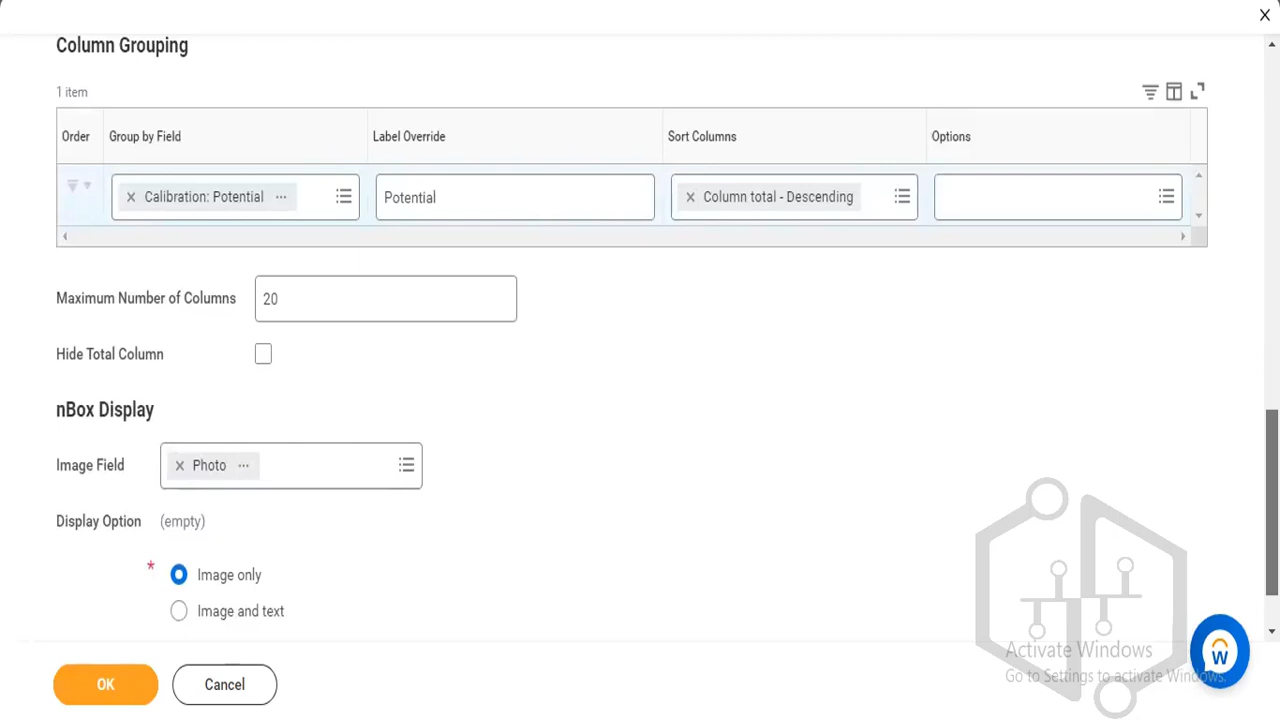 X
Column Grouping
1 item
Order Group by Field Label Override Sort Columns Options
× Calibration: Potential ··· Potential × Column total - Descending
Maximum Number of Columns 20
Hide Total Column
nBox Display
Image Field × Photo ···
Display Option (empty)
* Image only
Image and text
Activate Windows
Go to Settings to activate Windows.
W
OK Cancel